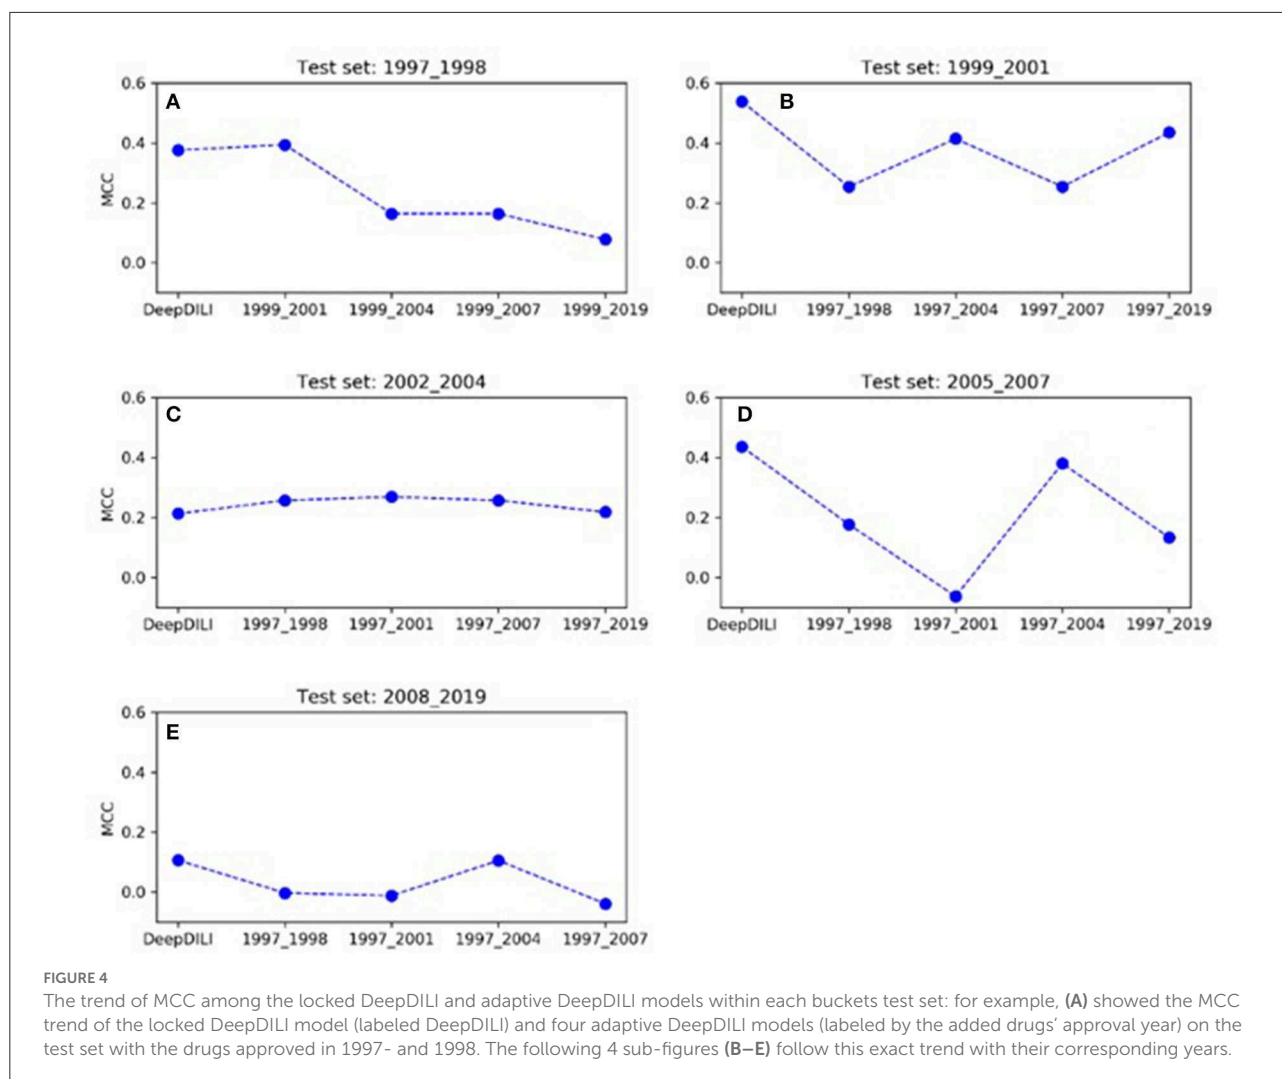 Test set: 1997_1998
A
0.6
0.4
0.2
0.0
MCC
DeepDILI 1999_2001 1999_2004 1999_2007 1999_2019
Test set: 1999_2001
B
0.6
0.4
0.2
0.0
DeepDILI 1997_1998 1997_2004 1997_2007 1997_2019
Test set: 2002_2004
C
0.6
0.4
0.2
0.0
MCC
DeepDILI 1997_1998 1997_2001 1997_2007 1997_2019
Test set: 2005_2007
D
0.6
0.4
0.2
0.0
DeepDILI 1997_1998 1997_2001 1997_2004 1997_2019
Test set: 2008_2019
E
0.6
0.4
0.2
0.0
MCC
DeepDILI 1997_1998 1997_2001 1997_2004 1997_2007
FIGURE 4
The trend of MCC among the locked DeepDILI and adaptive DeepDILI models within each buckets test set: for example, (A) showed the MCC
trend of the locked DeepDILI model (labeled DeepDILI) and four adaptive DeepDILI models (labeled by the added drugs' approval year) on the
test set with the drugs approved in 1997- and 1998. The following 4 sub-figures (B–E) follow this exact trend with their corresponding years.